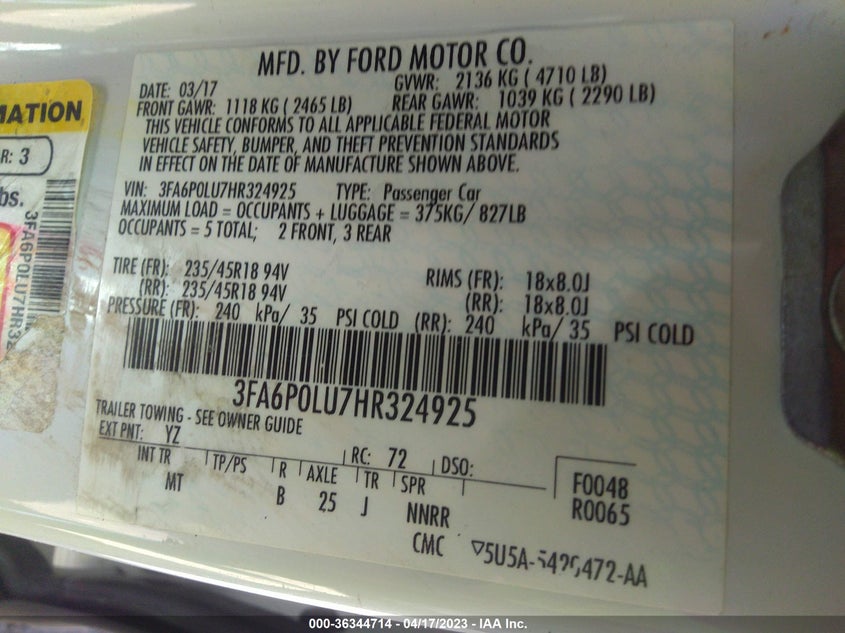 MFD. BY FORD MOTOR CO.
DATE: 03/17 GVWR: 2136 KG ( 4710 LB)
FRONT GAWR: 1118 KG ( 2465 LB) REAR GAWR: 1039 KG ( 2290 LB)
THIS VEHICLE CONFORMS TO ALL APPLICABLE FEDERAL MOTOR
VEHICLE SAFETY, BUMPER, AND THEFT PREVENTION STANDARDS
IN EFFECT ON THE DATE OF MANUFACTURE SHOWN ABOVE.
VIN: 3FA6P0LU7HR324925 TYPE: Passenger Car
MAXIMUM LOAD = OCCUPANTS + LUGGAGE = 375KG/ 827LB
OCCUPANTS = 5 TOTAL; 2 FRONT, 3 REAR
TIRE (FR): 235/45R18 94V RIMS (FR): 18x8.0J
(RR): 235/45R18 94V (RR): 18x8.0J
PRESSURE (FR): 240 kPa/ 35 PSI COLD (RR): 240 kPa/ 35 PSI COLD
3FA6P0LU7HR324925
TRAILER TOWING - SEE OWNER GUIDE
EXT PNT: YZ RC: 72 DSO:
INT TR TP/PS R AXLE TR SPR
MT B 25 J NNRR
F0048
R0065
CMC 5U5A-
472-AA
MATION
R: 3
bs.
3FA6P0LU7HR32
000-36344714 - 04/17/2023 - IAA Inc.